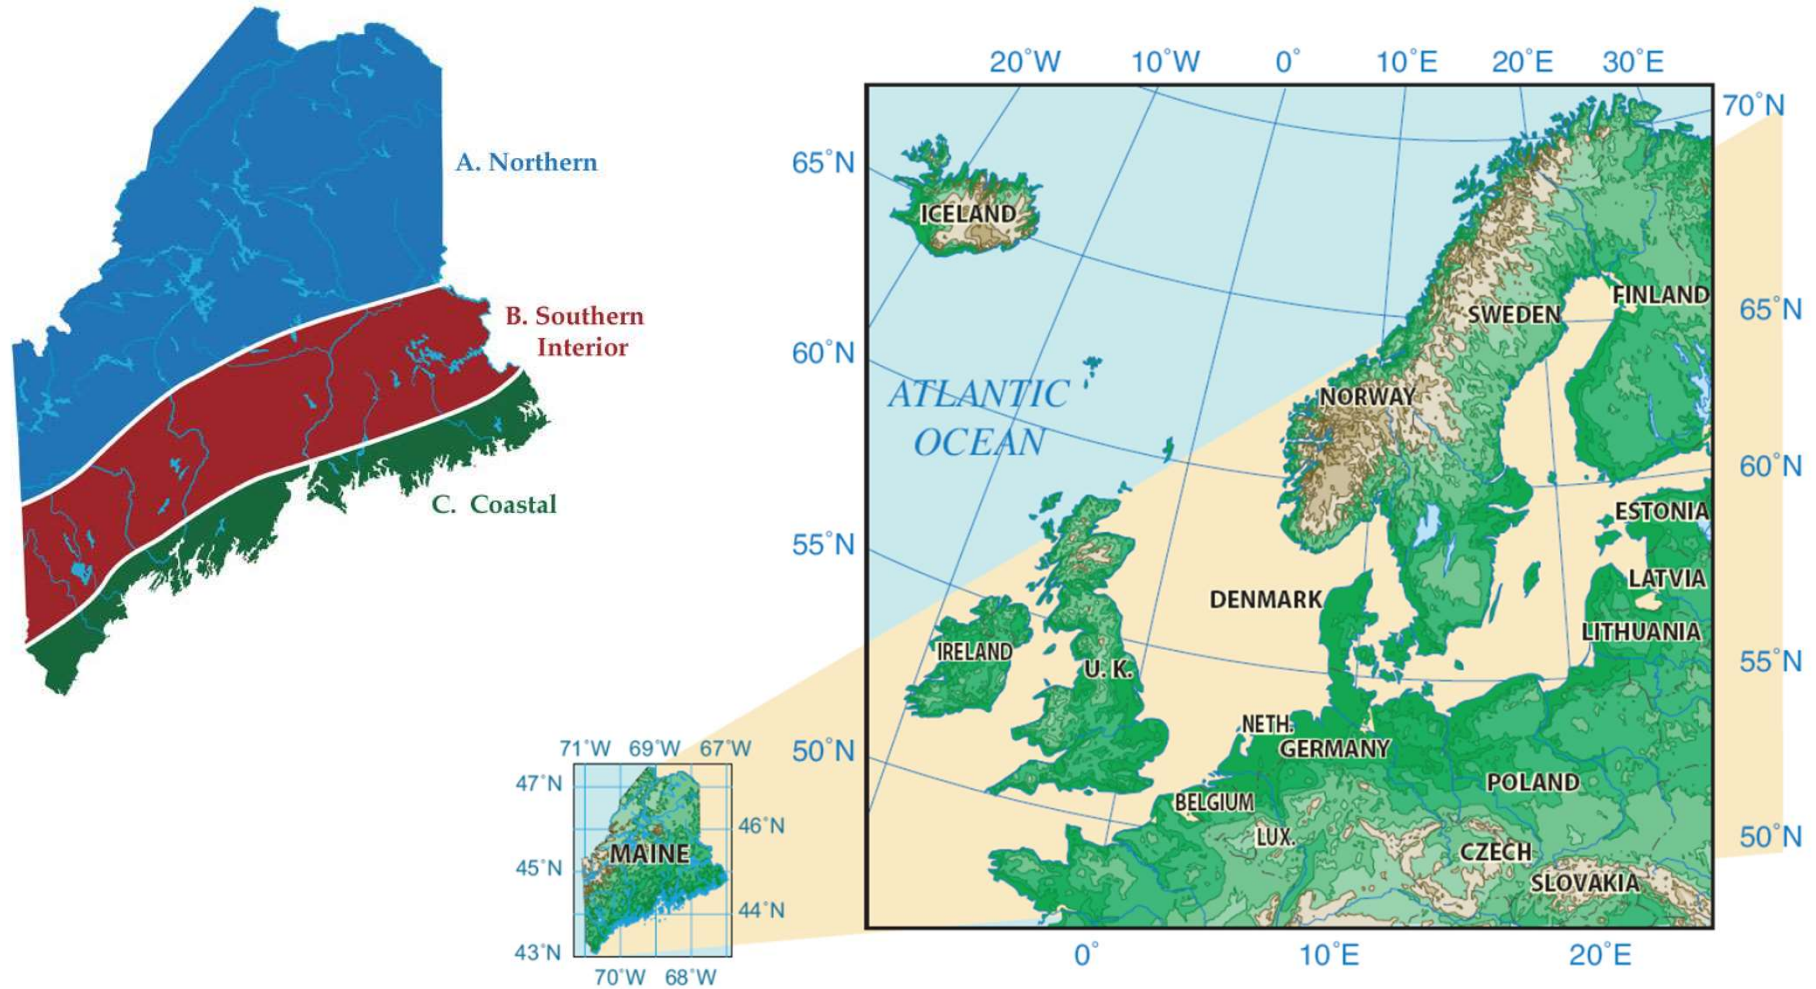 A. Northern
B. Southern
Interior
C. Coastal
71°W 69°W 67°W
47°N
46°N
MAINE
45°N
44°N
43°N
70°W 68°W
20°W 10°W 0° 10°E 20°E 30°E
70°N
65°N
ICELAND
FINLAND
65°N
SWEDEN
60°N
ATLANTIC
OCEAN
NORWAY
60°N
ESTONIA
55°N
LATVIA
DENMARK
LITHUANIA
IRELAND
U. K.
55°N
NETH.
GERMANY
50°N
POLAND
BELGIUM
LUX.
50°N
CZECH
SLOVAKIA
0° 10°E 20°E